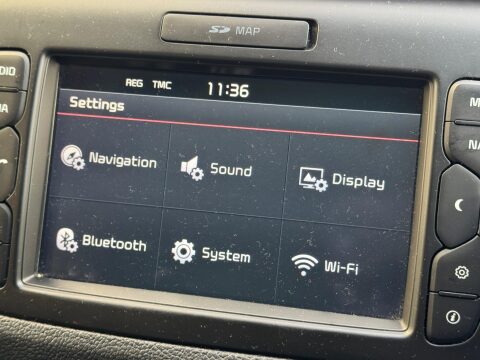 SD MAP
REG TMC 11:36
Settings
Navigation Sound Display
Bluetooth System Wi-Fi